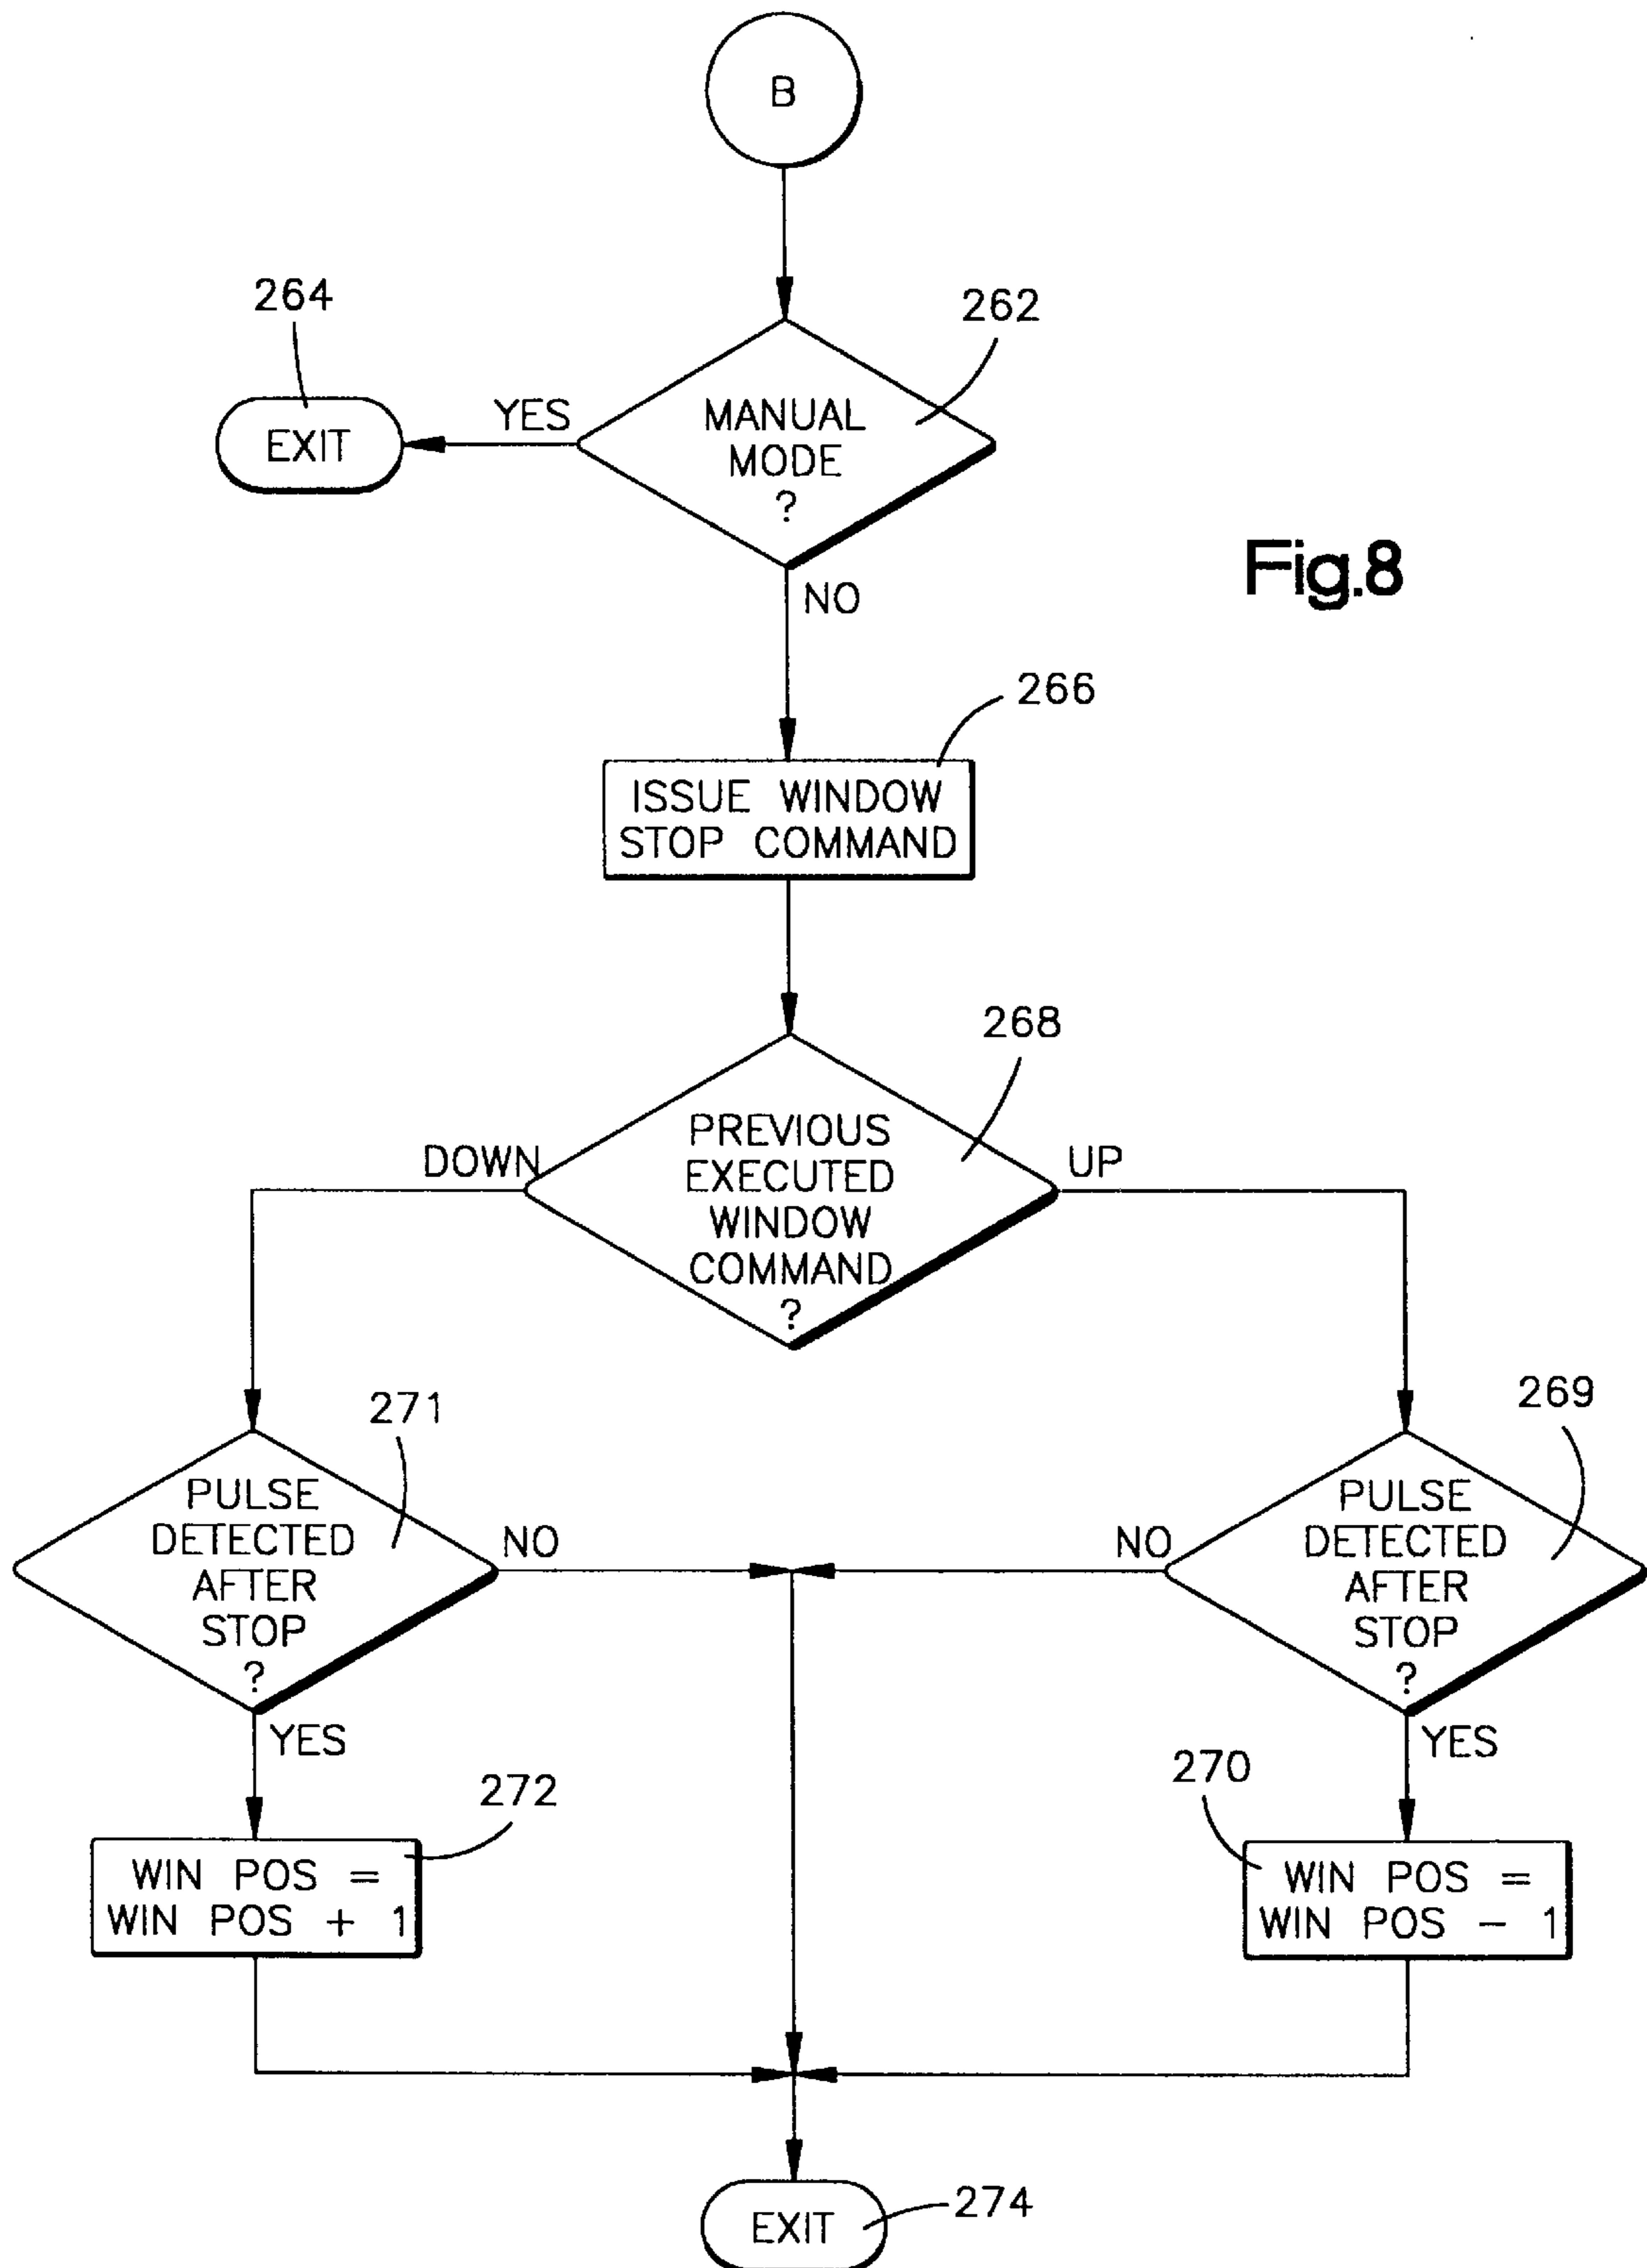 B
264
262
YES
EXIT
MANUAL
MODE
?
Fig.8
NO
266
ISSUE WINDOW
STOP COMMAND
268
DOWN
PREVIOUS
EXECUTED
WINDOW
COMMAND
?
UP
271
269
PULSE
DETECTED
AFTER
STOP
?
NO
NO
PULSE
DETECTED
AFTER
STOP
?
YES
YES
272
270
WIN POS =
WIN POS + 1
WIN POS =
WIN POS - 1
EXIT
274